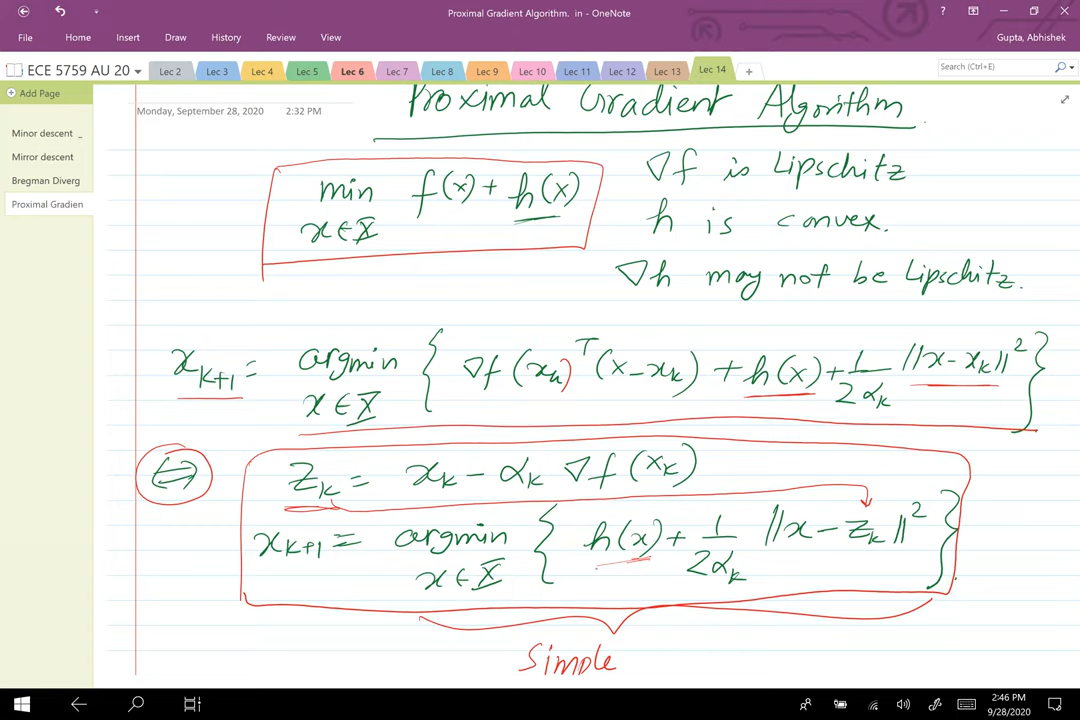 Proximal Gradient Algorithm. in - OneNote
?
File Home Insert Draw History Review View
Gupta, Abhishek
ECE 5759 AU 20
Lec 2 Lec 3 Lec 4 Lec 5 Lec 6 Lec 7 Lec 8 Lec 9 Lec 10 Lec 11 Lec 12 Lec 13 Lec 14 +
Search (Ctrl+E)
Add Page
Minor descent
Mirror descent
Bregman Diverg
Proximal Gradien
Proximal Gradient Algorithm
Monday, September 28, 2020 2:32 PM
min f(x) + h(x)
x∈X
∇f is Lipschitz
h is convex.
∇h may not be Lipschitz.
x_{k+1} = argmin { ∇f(x_k)^T (x-x_k) + h(x) + 1/(2α_k) ||x-x_k||^2 }
x∈X
⟺ z_k = x_k - α_k ∇f(x_k)
x_{k+1} = argmin { h(x) + 1/(2α_k) ||x-z_k||^2 }
x∈X
Simple
2:46 PM
9/28/2020